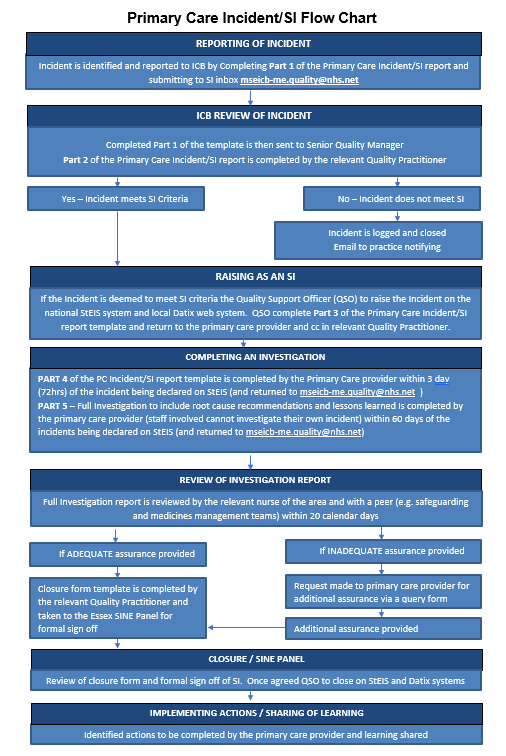 Primary Care Incident/SI Flow Chart
REPORTING OF INCIDENT
Incident is identified and reported to ICB by Completing Part 1 of the Primary Care Incident/SI report and
submitting to SI inbox mseicb-me.quality@nhs.net
ICB REVIEW OF INCIDENT
Completed Part 1 of the template is then sent to Senior Quality Manager
Part 2 of the Primary Care Incident/SI report is completed by the relevant Quality Practitioner
Yes – Incident meets SI Criteria
No – Incident does not meet SI
Incident is logged and closed
Email to practice notifying
RAISING AS AN SI
If the Incident is deemed to meet SI criteria the Quality Support Officer (QSO) to raise the Incident on the
national StEIS system and local Datix web system. QSO complete Part 3 of the Primary Care Incident/SI
report template and return to the primary care provider and cc in relevant Quality Practitioner.
COMPLETING AN INVESTIGATION
PART 4 of the PC Incident/SI report template is completed by the Primary Care provider within 3 day
(72hrs) of the incident being declared on StEIS (and returned to mseicb-me.quality@nhs.net )
PART 5 – Full Investigation to include root cause recommendations and lessons learned Is completed by
the primary care provider (staff involved cannot investigate their own incident) within 60 days of the
incidents being declared on StEIS (and returned to mseicb-me.quality@nhs.net)
REVIEW OF INVESTIGATION REPORT
Full Investigation report is reviewed by the relevant nurse of the area and with a peer (e.g. safeguarding
and medicines management teams) within 20 calendar days
If ADEQUATE assurance provided
If INADEQUATE assurance provided
Closure form template is completed by
the relevant Quality Practitioner and
taken to the Essex SINE Panel for
formal sign off
Request made to primary care provider for
additional assurance via a query form
Additional assurance provided
CLOSURE / SINE PANEL
Review of closure form and formal sign off of SI. Once agreed QSO to close on StEIS and Datix systems
IMPLEMENTING ACTIONS / SHARING OF LEARNING
Identified actions to be completed by the primary care provider and learning shared